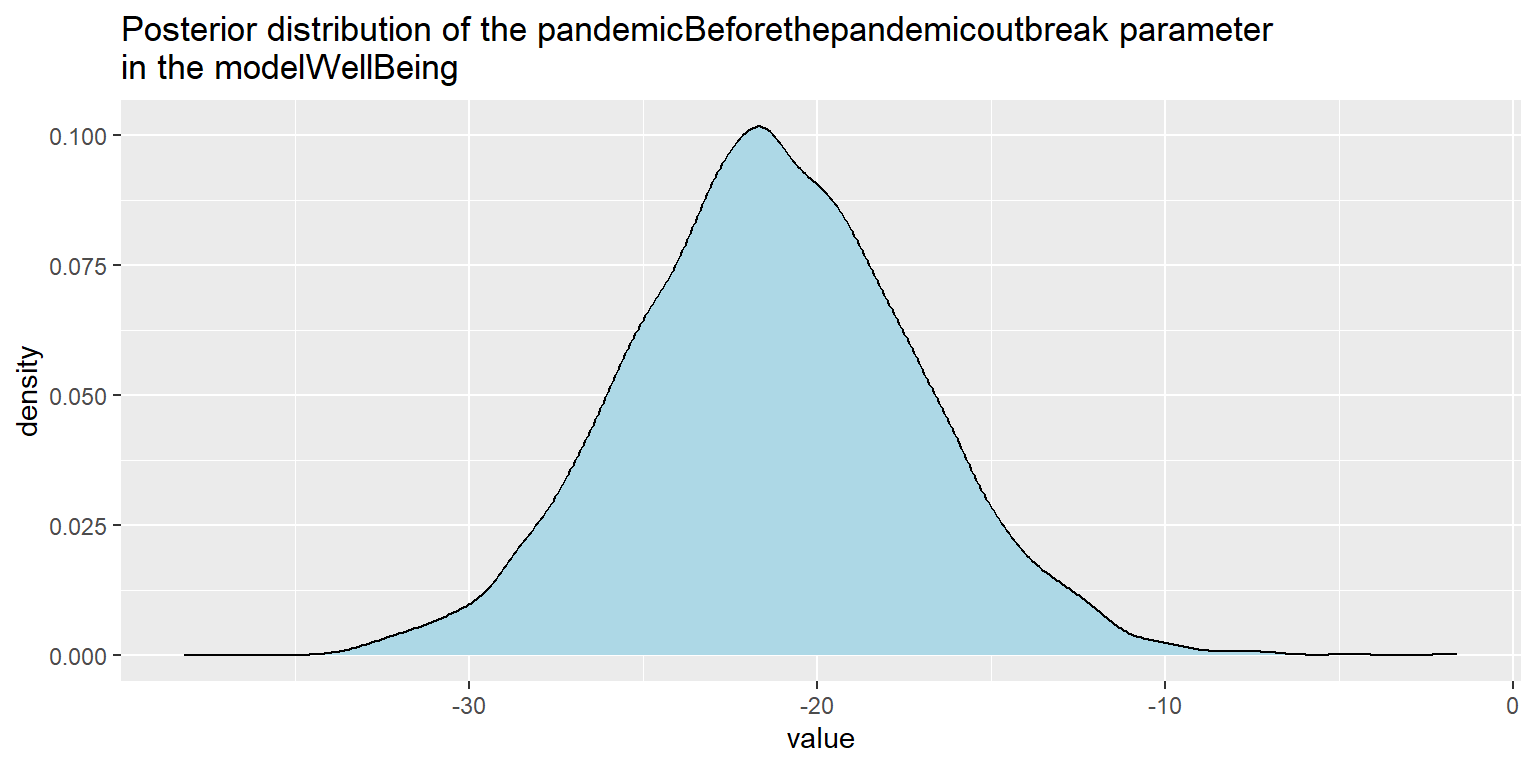 Posterior distribution of the pandemicBeforethepandemicoutbreak parameter
in the modelWellBeing
0.100
0.075
0.050
0.025
0.000
density
-30
-20
-10
0
value